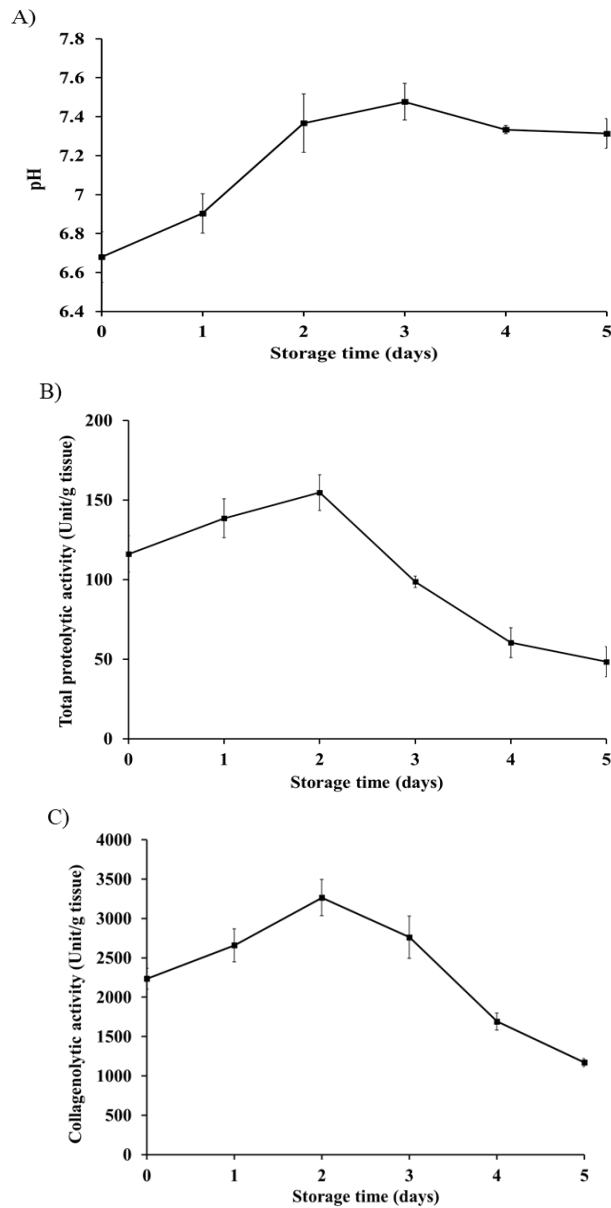 A)
7.8
7.6
7.4
7.2
7
6.8
6.6
6.4
pH
0 1 2 3 4 5
Storage time (days)
B)
200
150
100
50
0
Total proteolytic activity (Unit/g tissue)
0 1 2 3 4 5
Storage time (days)
C)
4000
3500
3000
2500
2000
1500
1000
500
0
Collagenolytic activity (Unit/g tissue)
0 1 2 3 4 5
Storage time (days)